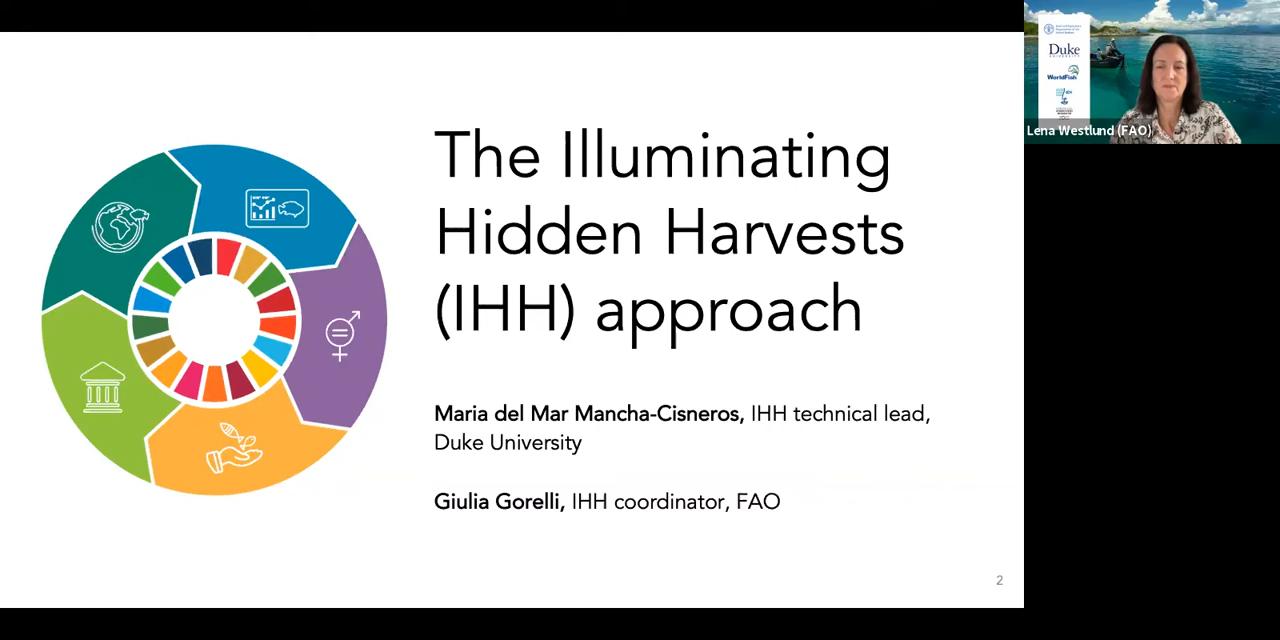 The Illuminating
Hidden Harvests
(IHH) approach
Maria del Mar Mancha-Cisneros, IHH technical lead,
Duke University
Giulia Gorelli, IHH coordinator, FAO
2
Duke
UNIVERSITY
WorldFish
Lena Westlund (FAO)